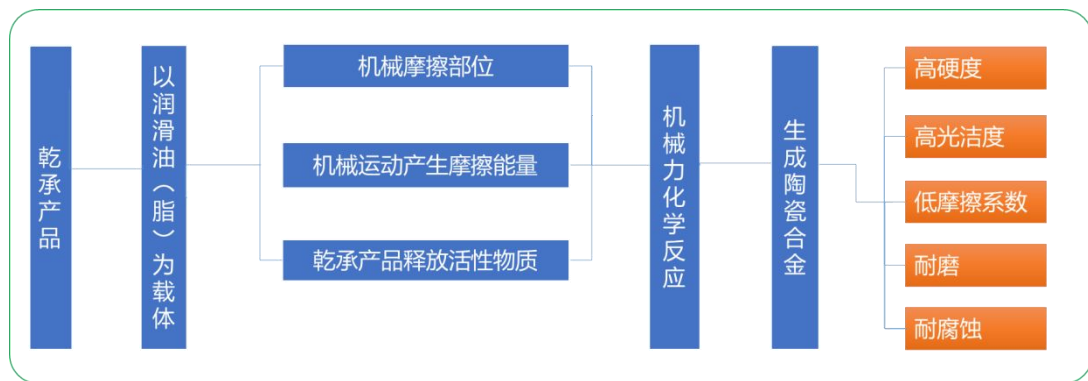 乾承产品
以润滑油（脂）为载体
机械摩擦部位
机械运动产生摩擦能量
乾承产品释放活性物质
机械力化学反应
生成陶瓷合金
高硬度
高光洁度
低摩擦系数
耐磨
耐腐蚀